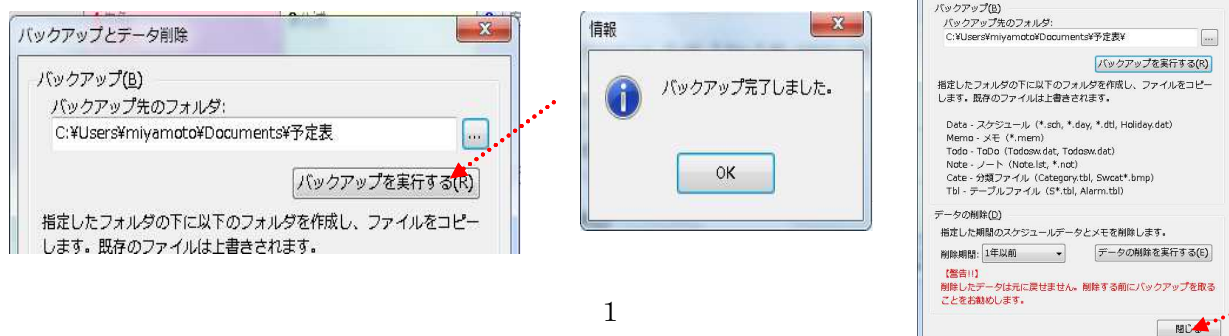 バックアップとデータ削除
バックアップ(B)
バックアップ先のフォルダ:
C:¥Users¥miyamoto¥Documents¥予定表
...
バックアップを実行する(R)
指定したフォルダの下に以下のフォルダを作成し、ファイルをコピー
します。既存のファイルは上書きされます。
情報
バックアップ完了しました。
OK
バックアップ(B)
バックアップ先のフォルダ:
C:¥Users¥miyamoto¥Documents¥予定表¥
...
バックアップを実行する(R)
指定したフォルダの下に以下のフォルダを作成し、ファイルをコピー
します。既存のファイルは上書きされます。
Data - スケジュール (*.sch, *.day, *.dtl, Holiday.dat)
Memo - メモ (*.mem)
Todo - ToDo (Todosw.dat, Todosw.dat)
Note - ノート (Note.lst, *.not)
Cate - 分類ファイル (Category.tbl, Swcat*.bmp)
Tbl - テーブルファイル (S*.tbl, Alarm.tbl)
データの削除(D)
指定した期間のスケジュールデータとメモを削除します。
削除期間: 1年以前 データの削除を実行する(E)
【警告!!】
削除したデータは元に戻せません。削除する前にバックアップを取る
ことをお勧めします。
閉じる
1